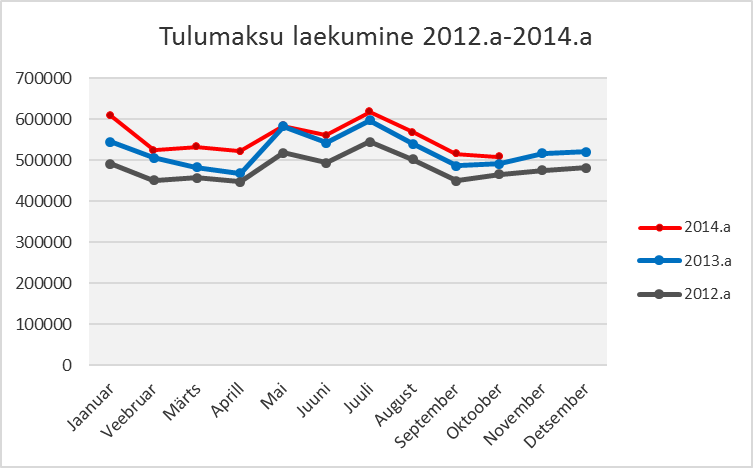 Tulumaksu laekumine 2012.a-2014.a
700000
600000
500000
400000
300000
200000
100000
0
Jaanuar
Veebruar
Märts
Aprill
Mai
Juuni
Juuli
August
September
Oktoober
November
Detsember
2014.a
2013.a
2012.a